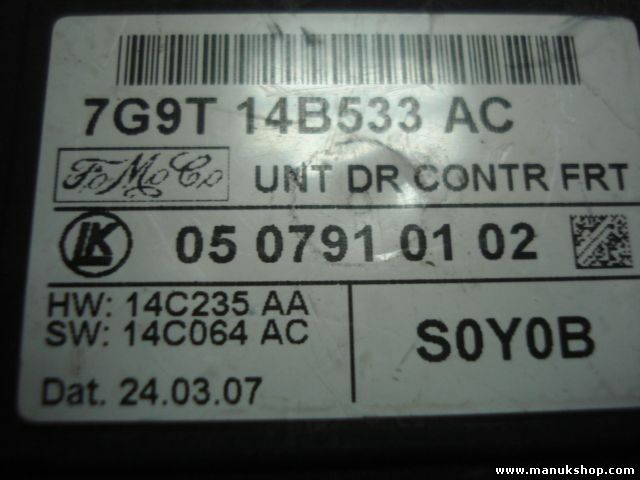 7G9T 14B533 AC
FoMoCo UNT DR CONTR FRT
LK 05 0791 01 02
HW: 14C235 AA
SW: 14C064 AC
S0Y0B
Dat. 24.03.07
www.manukshop.com